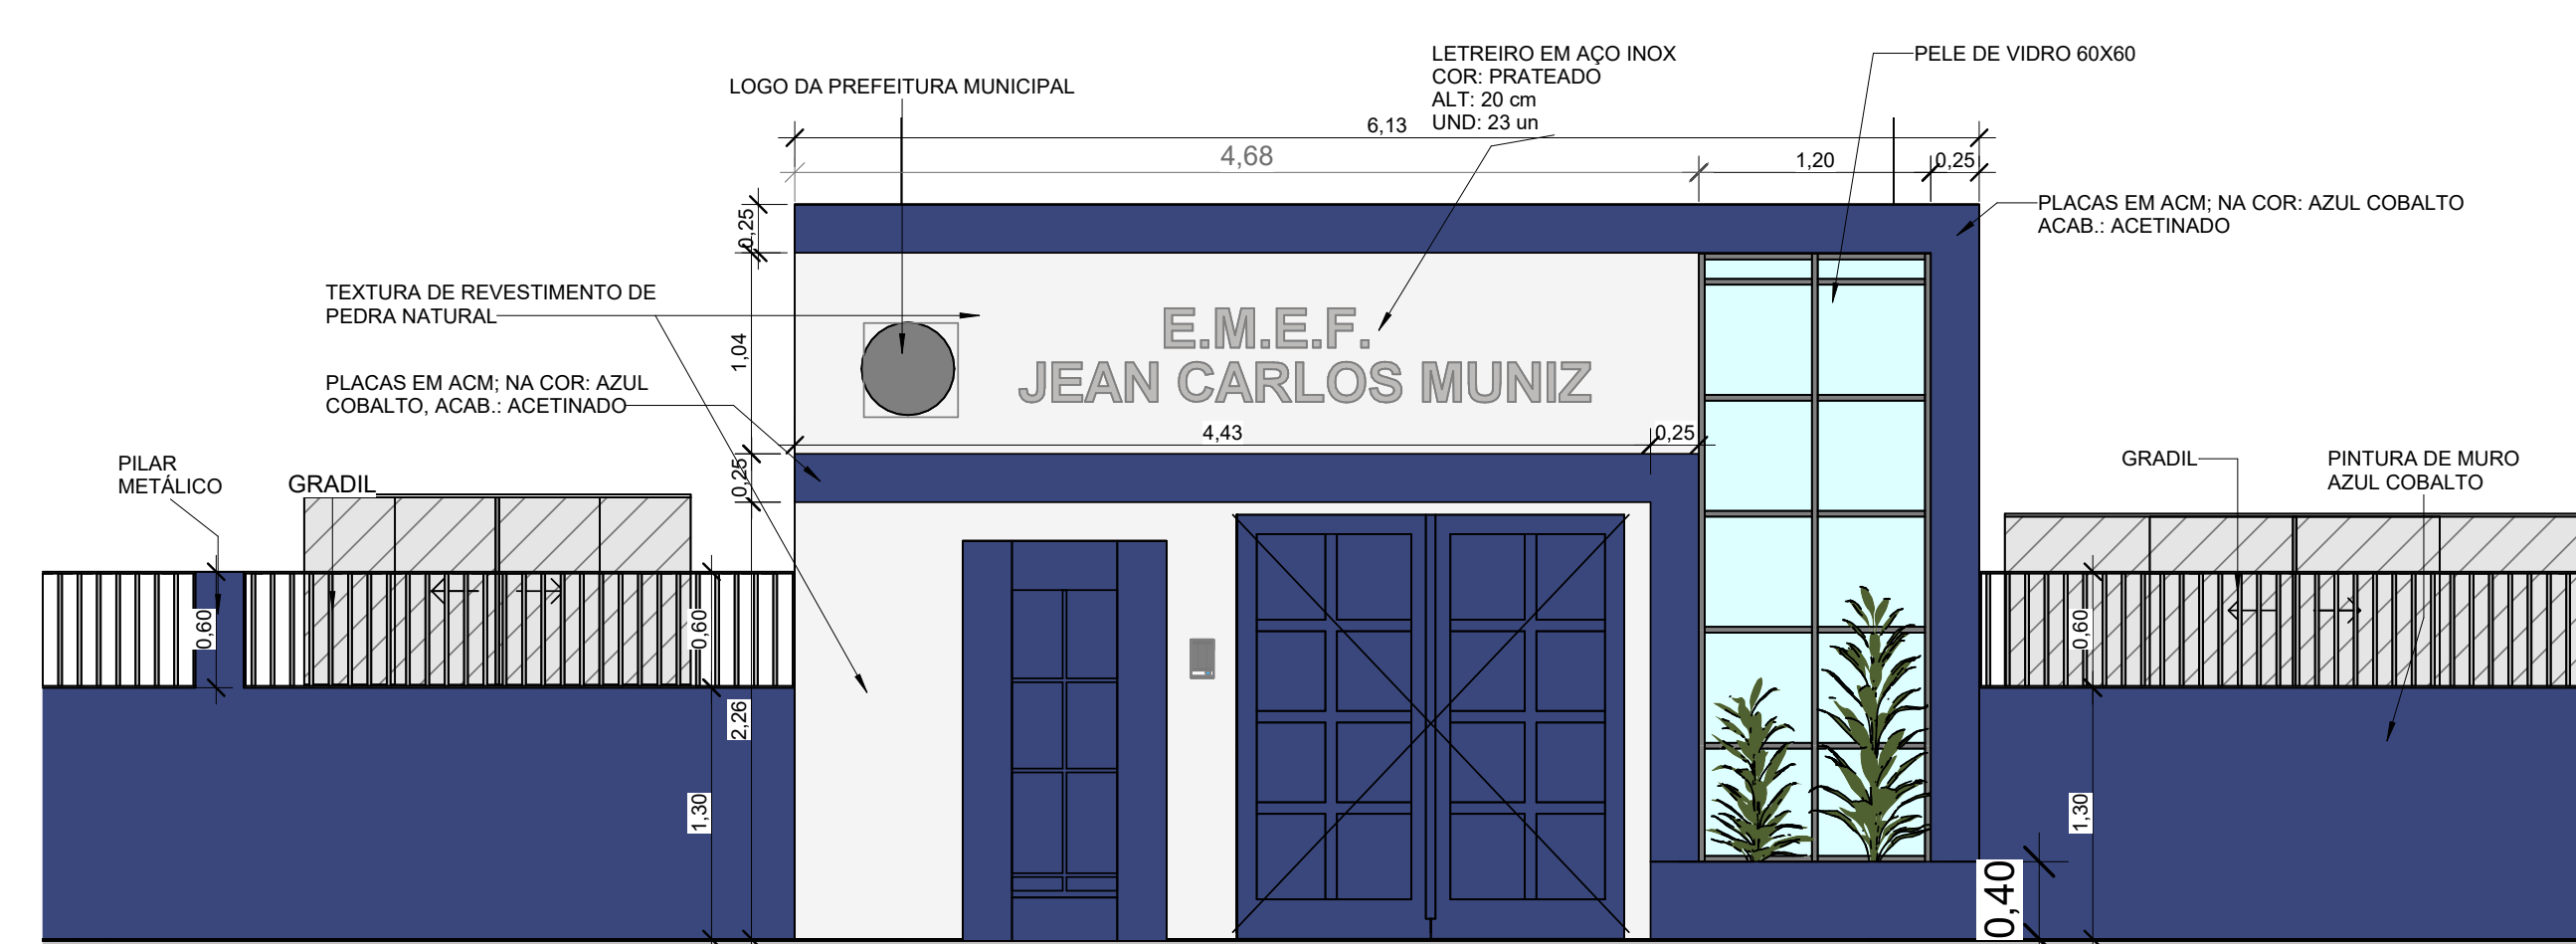 LETREIRO EM AÇO INOX
COR: PRATEADO
ALT: 20 cm
UND: 23 un
PELE DE VIDRO 60X60
LOGO DA PREFEITURA MUNICIPAL
6,13
4,68
1,20
0,25
PLACAS EM ACM; NA COR: AZUL COBALTO
ACAB.: ACETINADO
0,25
TEXTURA DE REVESTIMENTO DE
PEDRA NATURAL
1,04
E.M.E.F.
JEAN CARLOS MUNIZ
PLACAS EM ACM; NA COR: AZUL
COBALTO, ACAB.: ACETINADO
4,43
0,25
0,25
PILAR
METÁLICO
GRADIL
GRADIL
PINTURA DE MURO
AZUL COBALTO
0,60
0,60
0,60
2,26
1,30
1,30
0,40